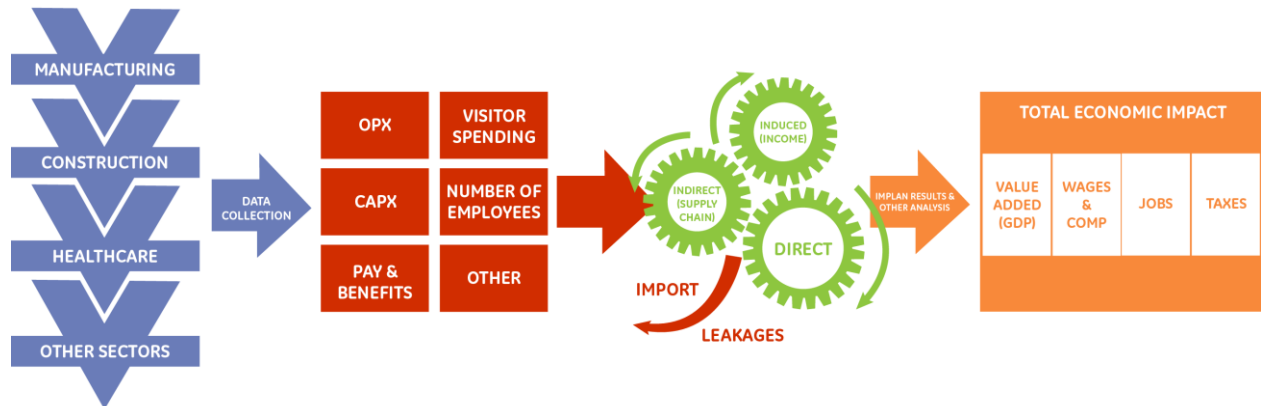 MANUFACTURING
CONSTRUCTION
HEALTHCARE
OTHER SECTORS
DATA
COLLECTION
OPX
VISITOR
SPENDING
CAPX
NUMBER OF
EMPLOYEES
PAY &
BENEFITS
OTHER
INDUCED
(INCOME)
INDIRECT
(SUPPLY
CHAIN)
DIRECT
IMPORT
LEAKAGES
IMPLAN RESULTS &
OTHER ANALYSIS
TOTAL ECONOMIC IMPACT
VALUE
ADDED
(GDP)
WAGES
&
COMP
JOBS
TAXES